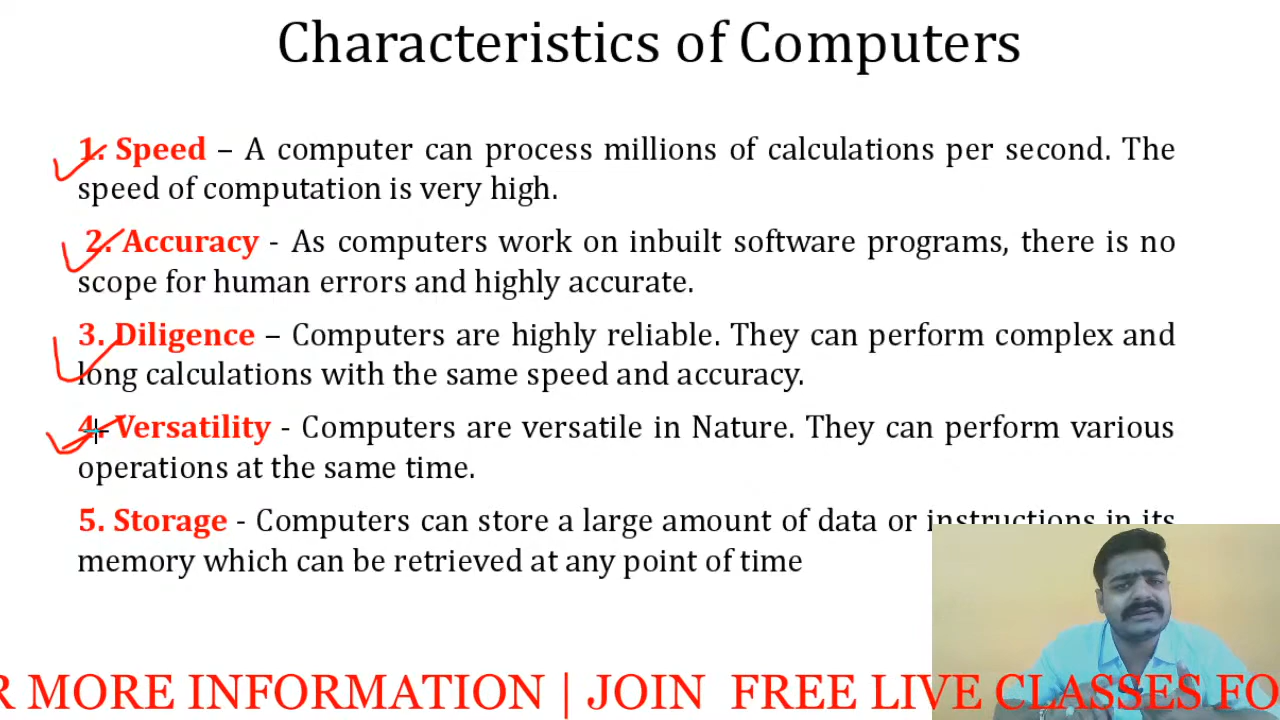 Characteristics of Computers
1. Speed – A computer can process millions of calculations per second. The
speed of computation is very high.
2. Accuracy - As computers work on inbuilt software programs, there is no
scope for human errors and highly accurate.
3. Diligence – Computers are highly reliable. They can perform complex and
long calculations with the same speed and accuracy.
4. Versatility - Computers are versatile in Nature. They can perform various
operations at the same time.
5. Storage - Computers can store a large amount of data or instructions in its
memory which can be retrieved at any point of time
R MORE INFORMATION | JOIN FREE LIVE CLASSES FO